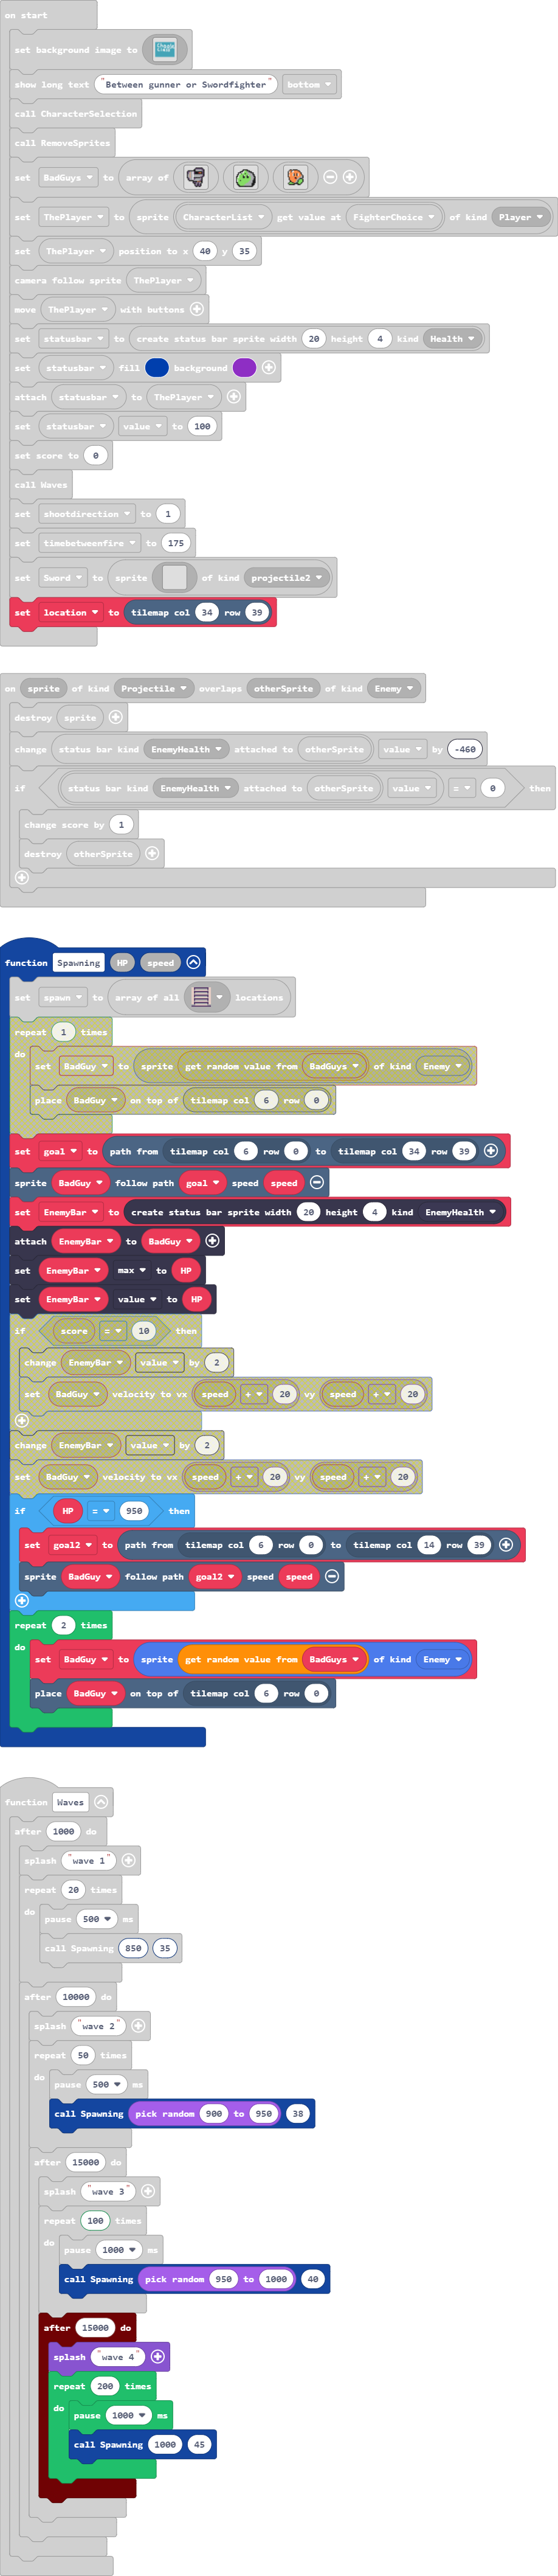 on start
set background image to
show long text "Between gunner or Swordfighter" bottom
call CharacterSelection
call RemoveSprites
set BadGuys to array of
set ThePlayer to sprite CharacterList get value at FighterChoice of kind Player
set ThePlayer position to x 40 y 35
camera follow sprite ThePlayer
move ThePlayer with buttons
set statusbar to create status bar sprite width 20 height 4 kind Health
set statusbar fill background
attach statusbar to ThePlayer
set statusbar value to 100
set score to 0
call Waves
set shootdirection to 1
set timebetweenfire to 175
set Sword to sprite of kind projectile2
set location to tilemap col 34 row 39
on sprite of kind Projectile overlaps otherSprite of kind Enemy
destroy sprite
change status bar kind EnemyHealth attached to otherSprite value by -460
if status bar kind EnemyHealth attached to otherSprite value = 0 then
change score by 1
destroy otherSprite
function Spawning HP speed
set spawn to array of all locations
repeat 1 times
do set BadGuy to sprite get random value from BadGuys of kind Enemy
place BadGuy on top of tilemap col 6 row 0
set goal to path from tilemap col 6 row 0 to tilemap col 34 row 39
sprite BadGuy follow path goal speed speed
set EnemyBar to create status bar sprite width 20 height 4 kind EnemyHealth
attach EnemyBar to BadGuy
set EnemyBar max to HP
set EnemyBar value to HP
if score = 10 then
change EnemyBar value by 2
set BadGuy velocity to vx speed + 20 vy speed + 20
change EnemyBar value by 2
set BadGuy velocity to vx speed + 20 vy speed + 20
if HP = 950 then
set goal2 to path from tilemap col 6 row 0 to tilemap col 14 row 39
sprite BadGuy follow path goal2 speed speed
repeat 2 times
do set BadGuy to sprite get random value from BadGuys of kind Enemy
place BadGuy on top of tilemap col 6 row 0
function Waves
after 1000 do
splash "wave 1"
repeat 20 times
do pause 500 ms
call Spawning 850 35
after 10000 do
splash "wave 2"
repeat 50 times
do pause 500 ms
call Spawning pick random 900 to 950 38
after 15000 do
splash "wave 3"
repeat 100 times
do pause 1000 ms
call Spawning pick random 950 to 1000 40
after 15000 do
splash "wave 4"
repeat 200 times
do pause 1000 ms
call Spawning 1000 45